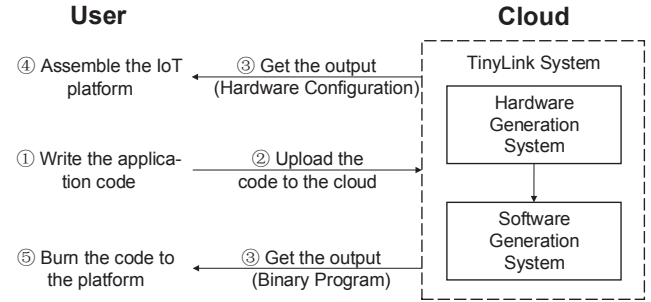 User
Cloud
④ Assemble the IoT
platform
③ Get the output
(Hardware Configuration)
TinyLink System
Hardware
Generation
System
① Write the applica-
tion code
② Upload the
code to the cloud
Software
Generation
System
⑤ Burn the code to
the platform
③ Get the output
(Binary Program)